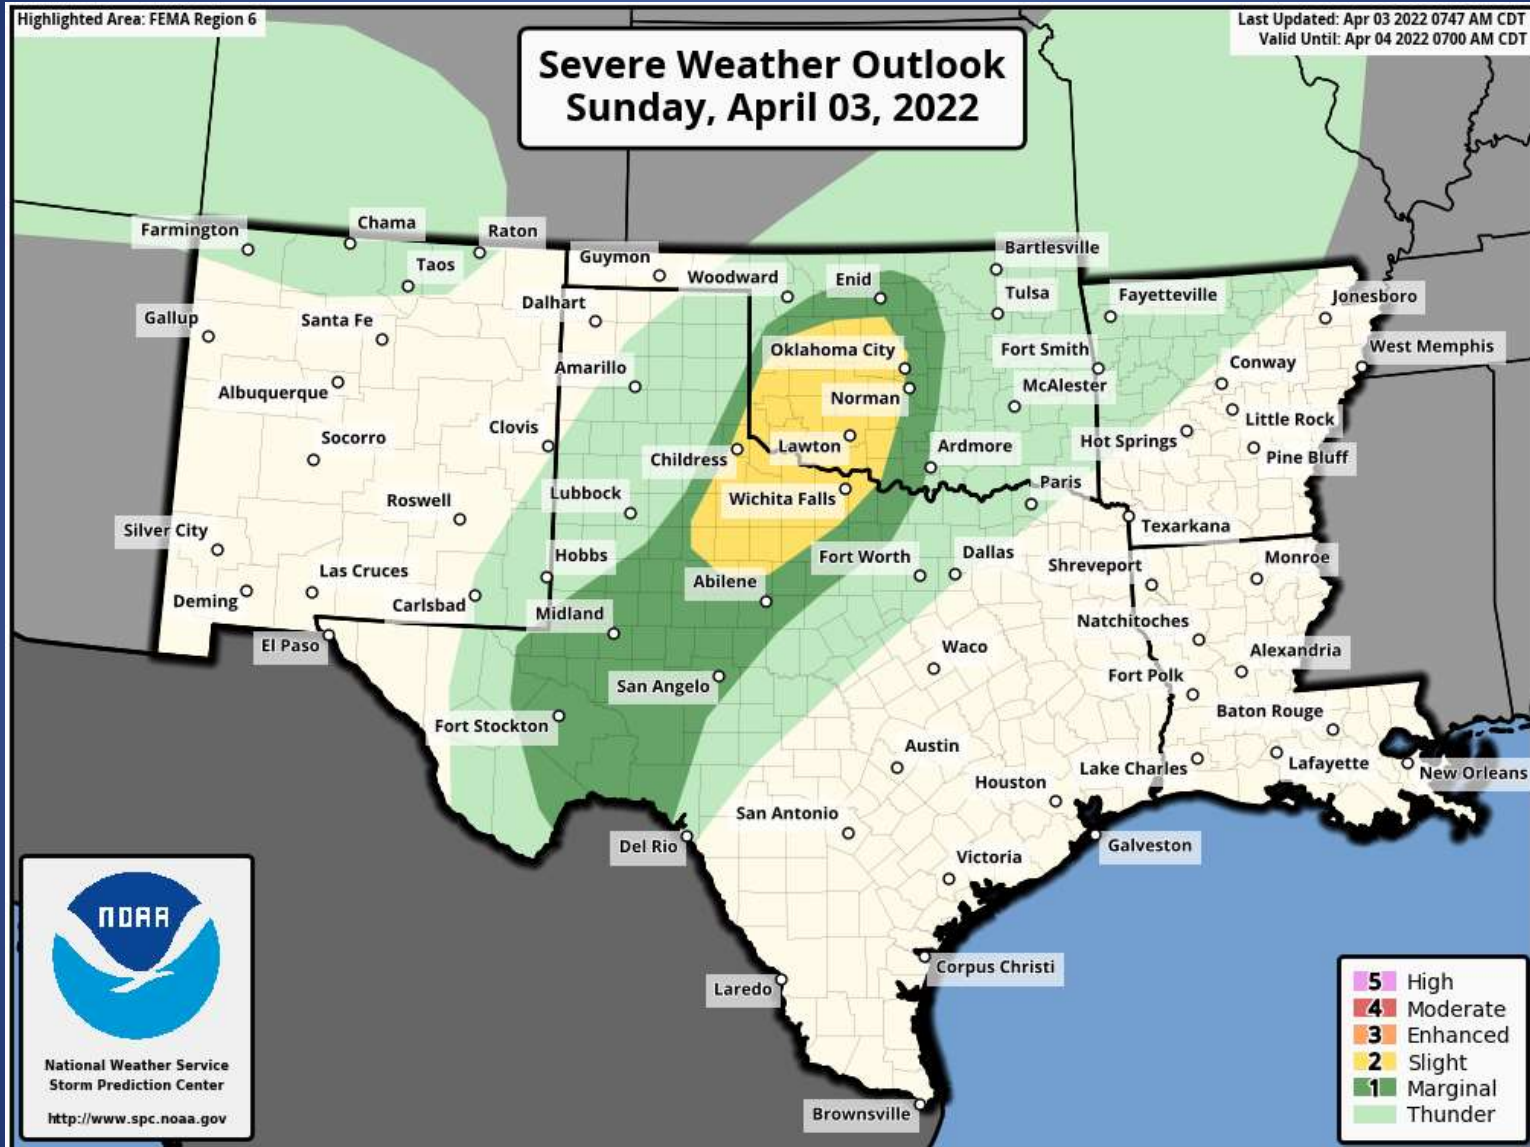 Highlighted Area: FEMA Region 6
Last Updated: Apr 03 2022 0747 AM CDT
Valid Until: Apr 04 2022 0700 AM CDT
Severe Weather Outlook
Sunday, April 03, 2022
Farmington
Chama
Raton
Taos
Guymon
Woodward
Enid
Bartlesville
Tulsa
Fayetteville
Jonesboro
Gallup
Santa Fe
Dalhart
Oklahoma City
Fort Smith
West Memphis
Amarillo
Conway
Albuquerque
Norman
McAlester
Little Rock
Socorro
Clovis
Childress
Lawton
Ardmore
Hot Springs
Pine Bluff
Roswell
Lubbock
Wichita Falls
Paris
Texarkana
Silver City
Las Cruces
Hobbs
Abilene
Fort Worth
Dallas
Shreveport
Monroe
Deming
Carlsbad
Midland
Natchitoches
El Paso
Waco
Alexandria
San Angelo
Fort Polk
Fort Stockton
Baton Rouge
Austin
Lake Charles
Lafayette
New Orleans
Houston
San Antonio
Del Rio
Galveston
Victoria
Laredo
Corpus Christi
Brownsville
NOAA
National Weather Service
Storm Prediction Center
http://www.spc.noaa.gov
5 High
4 Moderate
3 Enhanced
2 Slight
1 Marginal
Thunder